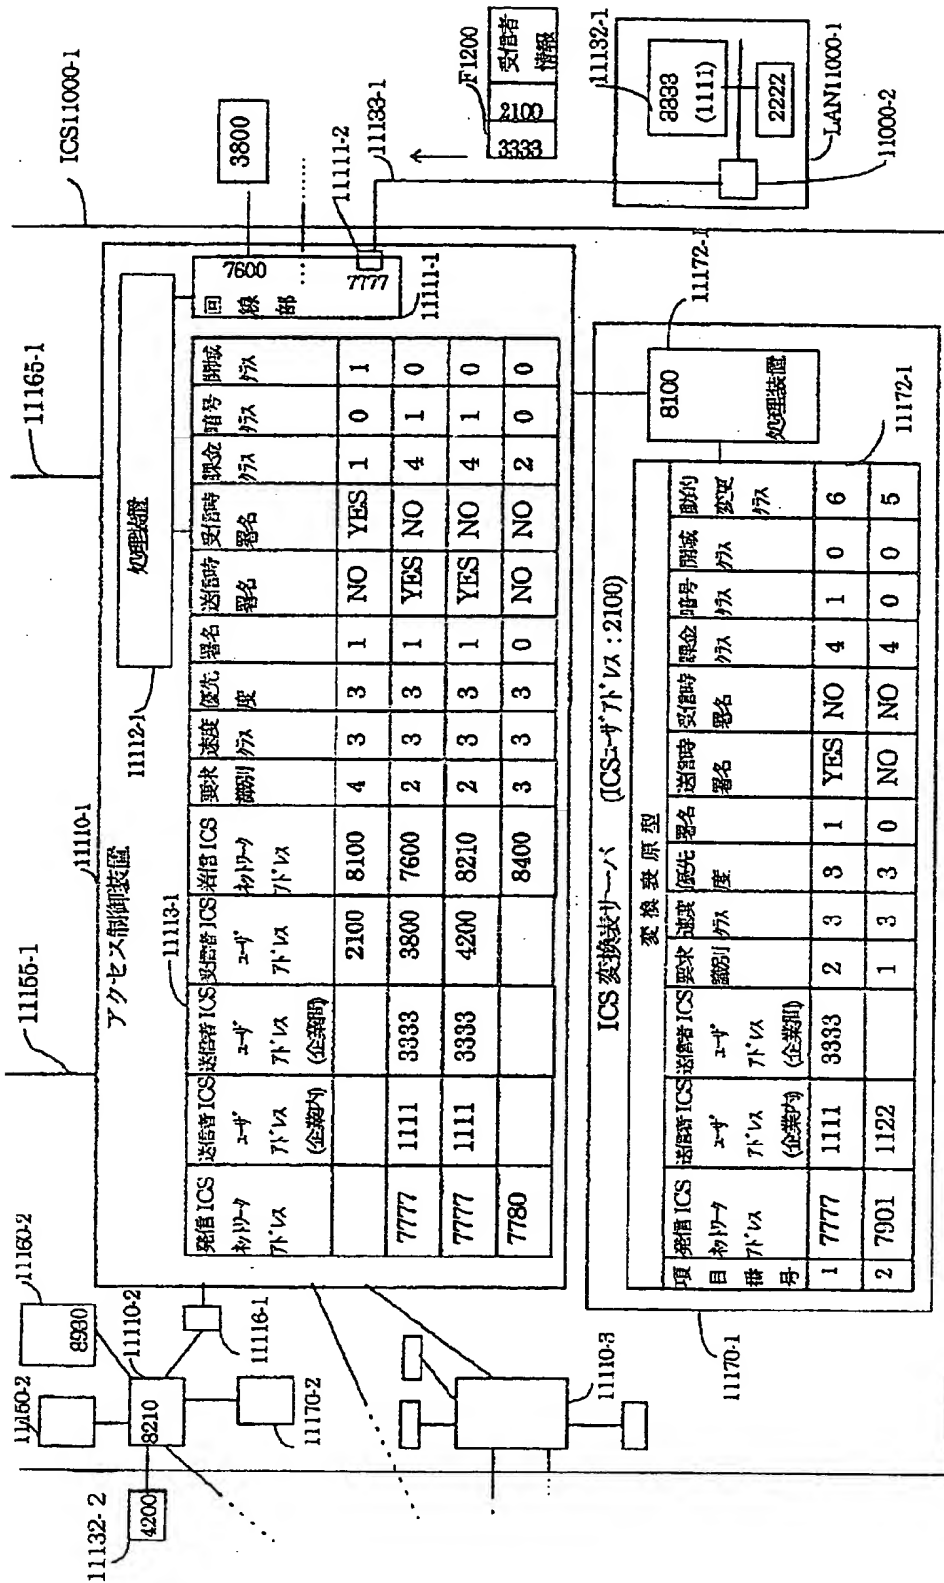 ICS11000-1
11165-1
11155-1
11110-1
アクセス制御装置
処理装置
11112-1
11113-1
回線部
7600
7777
11111-1
11111-2
3800
11133-1
F1200
3333 2100 受信者情報
11132-1
3333
(1111)
2222
LAN11000-1
11000-2
発信ICSネットワークアドレス 送信者ICSユーザアドレス(企業内) 送信者ICSユーザアドレス(企業間) 受信者ICSユーザアドレス 着信ICSネットワークアドレス 要求識別 速度クラス 優先度 署名 送信時署名 受信時署名 課金クラス 暗号クラス 閉域クラス
2100 8100 4 3 3 1 NO YES 1 0 1
7777 1111 3333 3800 7600 2 3 3 1 YES NO 4 1 0
7777 1111 3333 4200 8210 2 3 3 1 YES NO 4 1 0
7780 8400 3 3 3 0 NO NO 2 0 0
11160-2
8930
11150-2
11110-2
8210
11116-1
11170-2
11132-2
4200
11110-3
ICS変換表サーバ (ICSユーザアドレス:2100)
11172-1
8100
処理装置
変換表原型
項目番号 発信ICSネットワークアドレス 送信者ICSユーザアドレス(企業内) 送信者ICSユーザアドレス(企業間) 要求識別 速度クラス 優先度 署名 送信時署名 受信時署名 課金クラス 暗号クラス 閉域クラス 動的変更クラス
1 7777 1111 3333 2 3 3 1 YES NO 4 1 0 6
2 7901 1122 1 3 3 0 NO NO 4 0 0 5
11172-1
11170-1